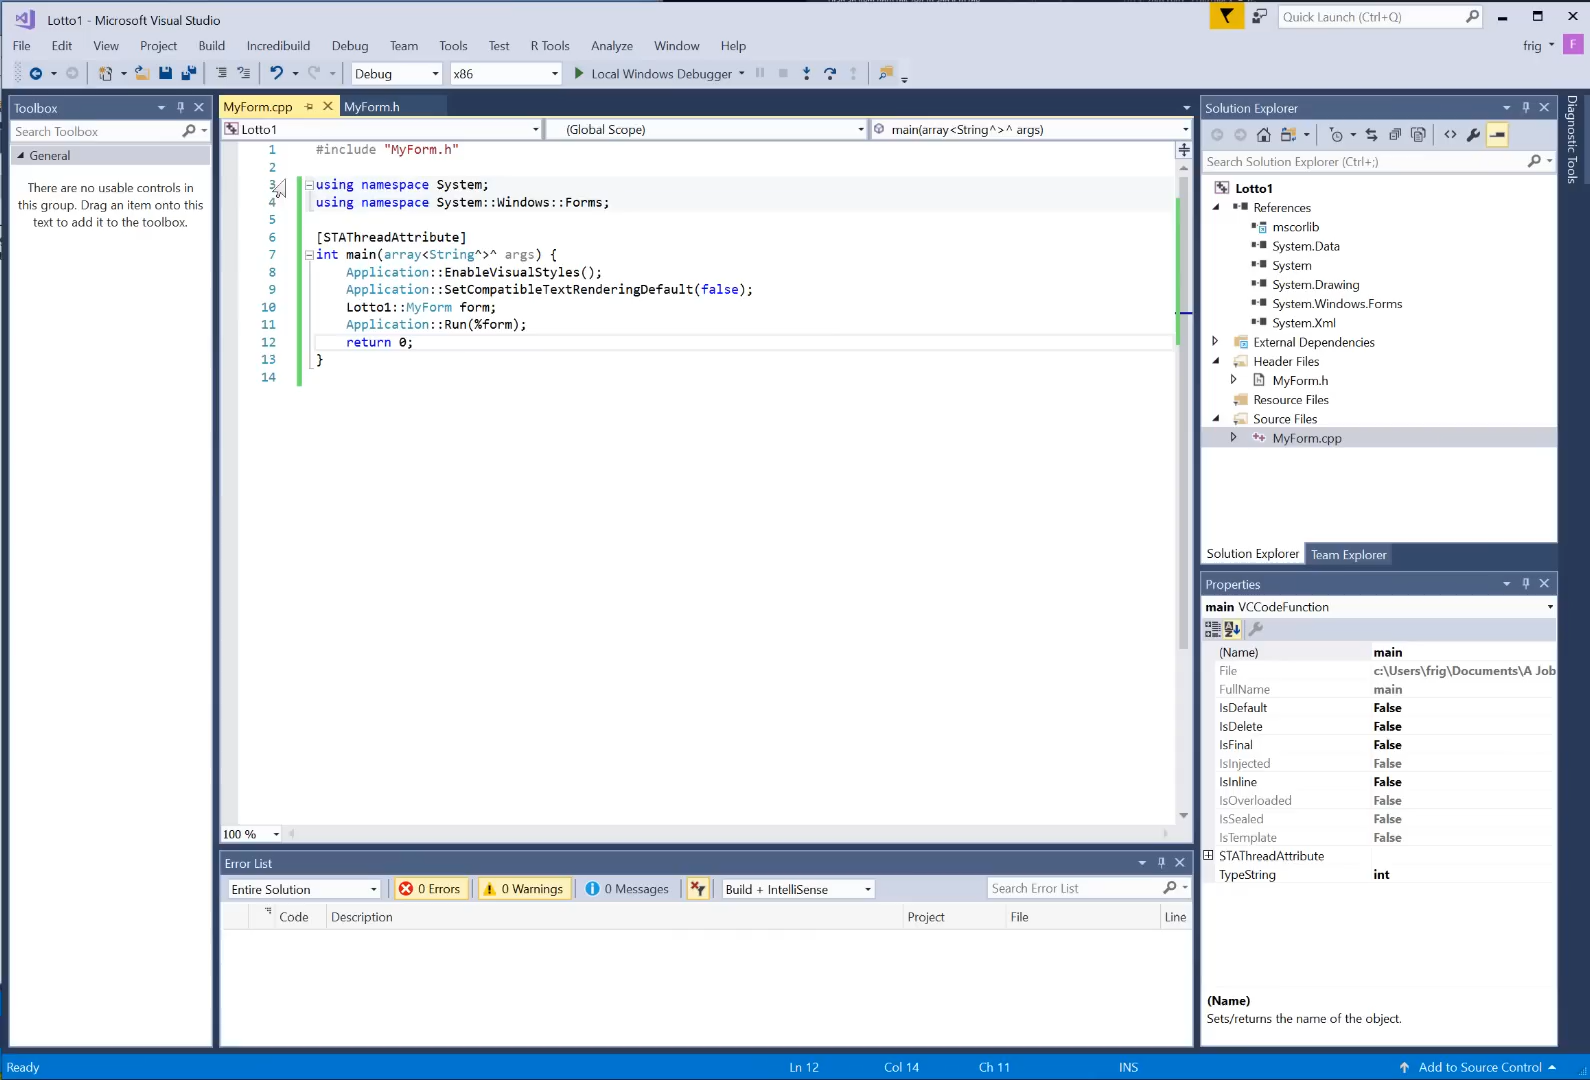 Lotto1 - Microsoft Visual Studio
Quick Launch (Ctrl+Q)
File Edit View Project Build Incredibuild Debug Team Tools Test R Tools Analyze Window Help
frig F
Debug x86 Local Windows Debugger
Toolbox
Search Toolbox
General
There are no usable controls in
this group. Drag an item onto this
text to add it to the toolbox.
MyForm.cpp MyForm.h
Lotto1 (Global Scope) main(array<String^>^ args)
1 #include "MyForm.h"
2
3 using namespace System;
4 using namespace System::Windows::Forms;
5
6 [STAThreadAttribute]
7 int main(array<String^>^ args) {
8 Application::EnableVisualStyles();
9 Application::SetCompatibleTextRenderingDefault(false);
10 Lotto1::MyForm form;
11 Application::Run(%form);
12 return 0;
13 }
14
100 %
Error List
Entire Solution 0 Errors 0 Warnings 0 Messages Build + IntelliSense Search Error List
Code Description Project File Line
Solution Explorer
Search Solution Explorer (Ctrl+;)
Lotto1
References
mscorlib
System.Data
System
System.Drawing
System.Windows.Forms
System.Xml
External Dependencies
Header Files
MyForm.h
Resource Files
Source Files
MyForm.cpp
Solution Explorer Team Explorer
Properties
main VCCodeFunction
(Name) main
File c:\Users\frig\Documents\A Job
FullName main
IsDefault False
IsDelete False
IsFinal False
IsInjected False
IsInline False
IsOverloaded False
IsSealed False
IsTemplate False
STAThreadAttribute
TypeString int
(Name)
Sets/returns the name of the object.
Diagnostic Tools
Ready Ln 12 Col 14 Ch 11 INS Add to Source Control